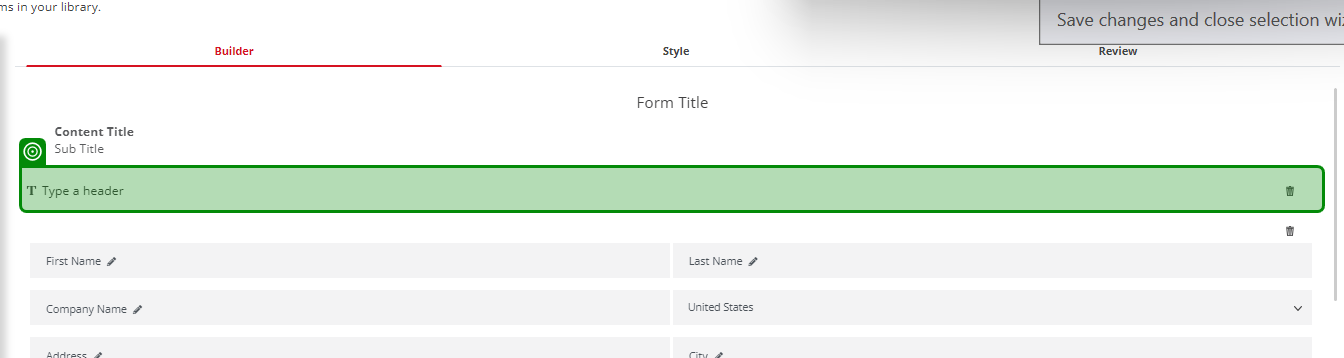 ms in your library.
Save changes and close selection wi
Builder
Style
Review
Form Title
Content Title
Sub Title
T Type a header
First Name
Last Name
Company Name
United States
Address
City